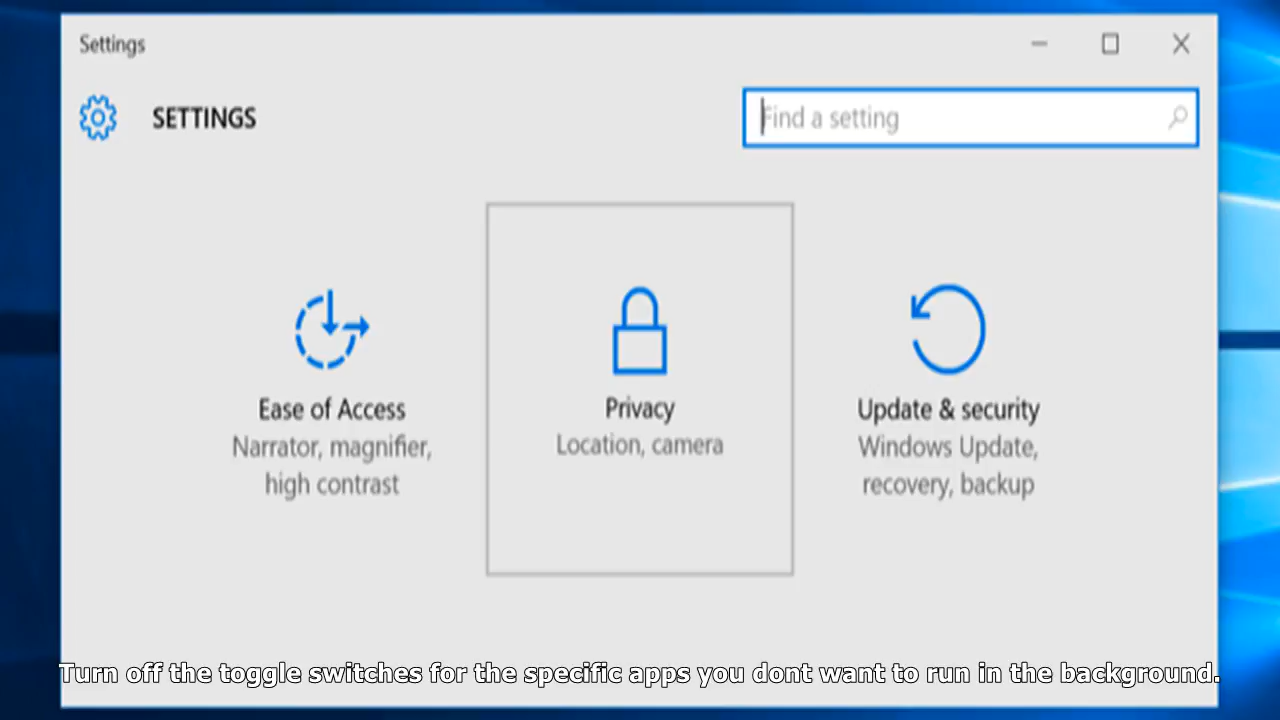 Settings
SETTINGS
Find a setting
Ease of Access
Narrator, magnifier,
high contrast
Privacy
Location, camera
Update & security
Windows Update,
recovery, backup
Turn off the toggle switches for the specific apps you dont want to run in the background.